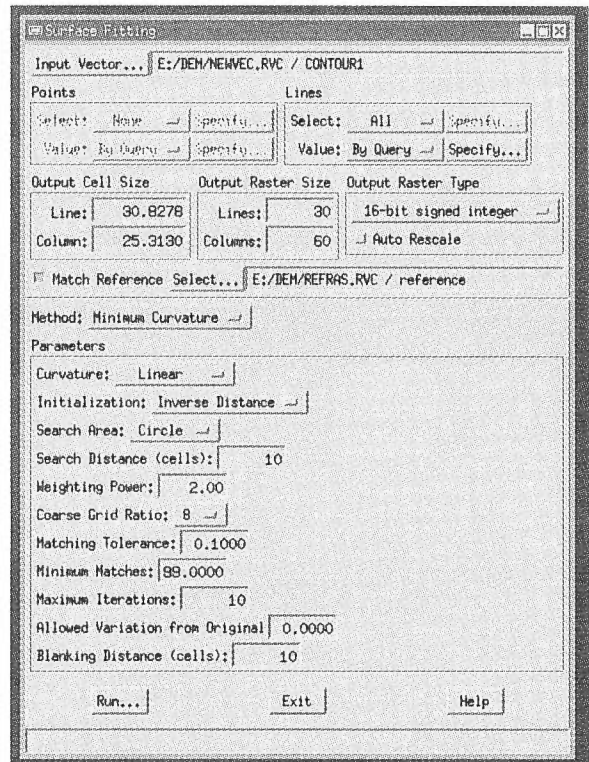 Surface Fitting
Input Vector... E:/DEM/NEWVEC.RVC / CONTOUR1
Points Lines
Select: None Specify... Select: All Specify...
Value: By Query Specify... Value: By Query Specify...
Output Cell Size Output Raster Size Output Raster Type
Line: 30.8278 Lines: 30 16-bit signed integer
Column: 25.3130 Columns: 60 Auto Rescale
Match Reference Select... E:/DEM/REFRAS.RVC / reference
Method: Minimum Curvature
Parameters
Curvature: Linear
Initialization: Inverse Distance
Search Area: Circle
Search Distance (cells): 10
Weighting Power: 2.00
Coarse Grid Ratio: 8
Matching Tolerance: 0.1000
Minimum Matches: 99.0000
Maximum Iterations: 10
Allowed Variation from Original 0.0000
Blanking Distance (cells): 10
Run... Exit Help